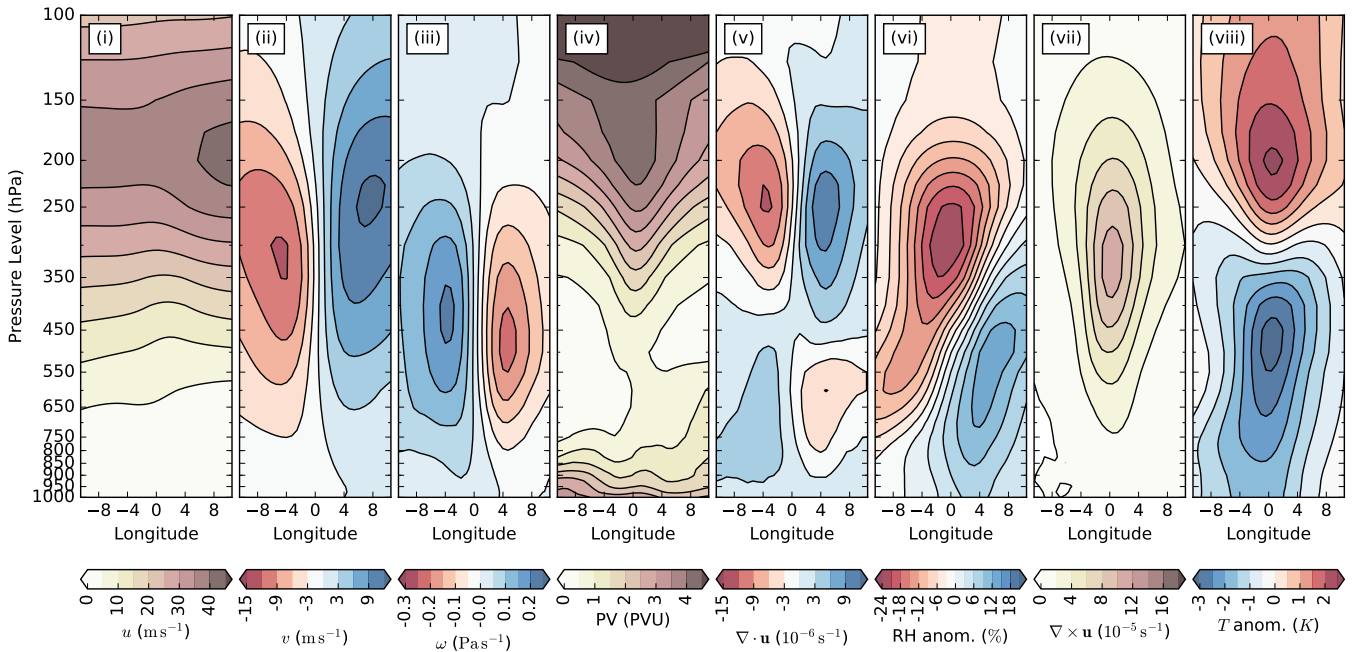 (i) (ii) (iii) (iv) (v) (vi) (vii) (viii)
Pressure Level (hPa)
100
150
200
250
350
450
550
650
750
800
850
900
950
1000
100
−8 −4 0 4 8 −8 −4 0 4 8 −8 −4 0 4 8 −8 −4 0 4 8 −8 −4 0 4 8 −8 −4 0 4 8 −8 −4 0 4 8 −8 −4 0 4 8
Longitude Longitude Longitude Longitude Longitude Longitude Longitude Longitude
0 10 20 30 40
u (m s⁻¹)
-15 -9 -3 3 9
v (m s⁻¹)
-0.3 -0.2 -0.1 -0.0 0.1 0.2
ω (Pa s⁻¹)
0 1 2 3 4
PV (PVU)
-15 -9 -3 3 9
∇ · u (10⁻⁶ s⁻¹)
-24 -18 -12 -6 0 6 12 18
RH anom. (%)
0 4 8 12 16
∇ × u (10⁻⁵ s⁻¹)
-3 -2 -1 0 1 2
T anom. (K)